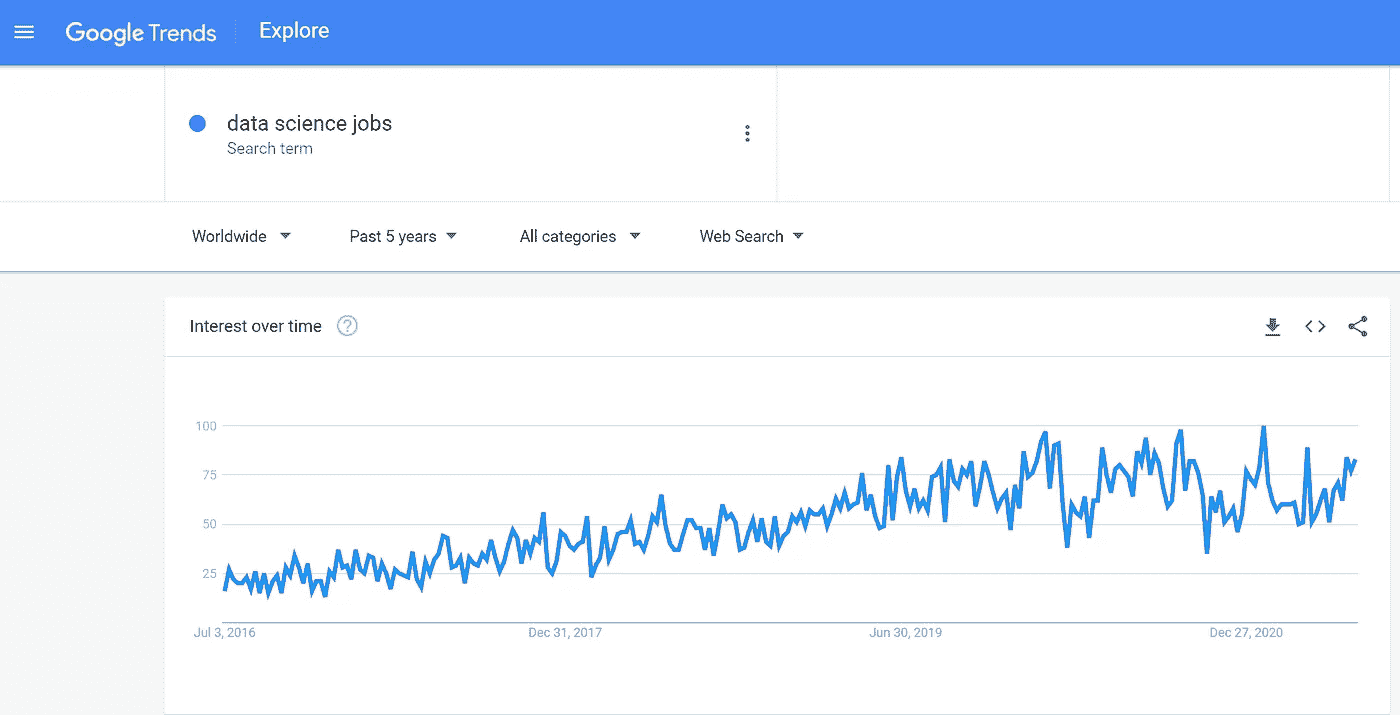 Google Trends Explore
data science jobs
Search term
Worldwide Past 5 years All categories Web Search
Interest over time ?
100
75
50
25
Jul 3, 2016 Dec 31, 2017 Jun 30, 2019 Dec 27, 2020